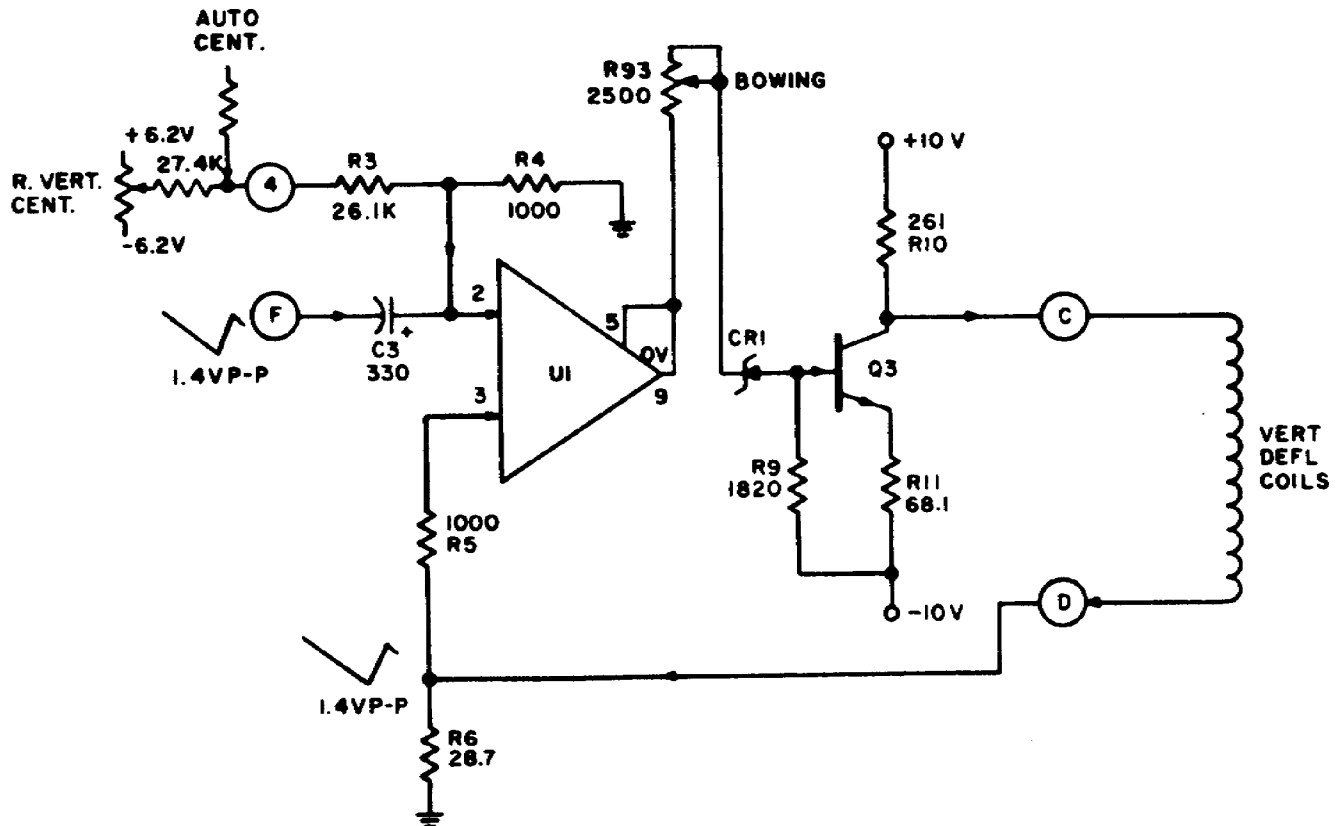 AUTO
CENT.
+6.2V
27.4K
R. VERT.
CENT.
-6.2V
4
R3
26.1K
R4
1000
R93
2500
BOWING
+10V
261
R10
F
1.4VP-P
C3
+
330
2
3
5
0V
9
U1
CR1
Q3
C
R9
1820
R11
68.1
VERT
DEFL
COILS
1000
R5
-10V
D
1.4VP-P
R6
28.7